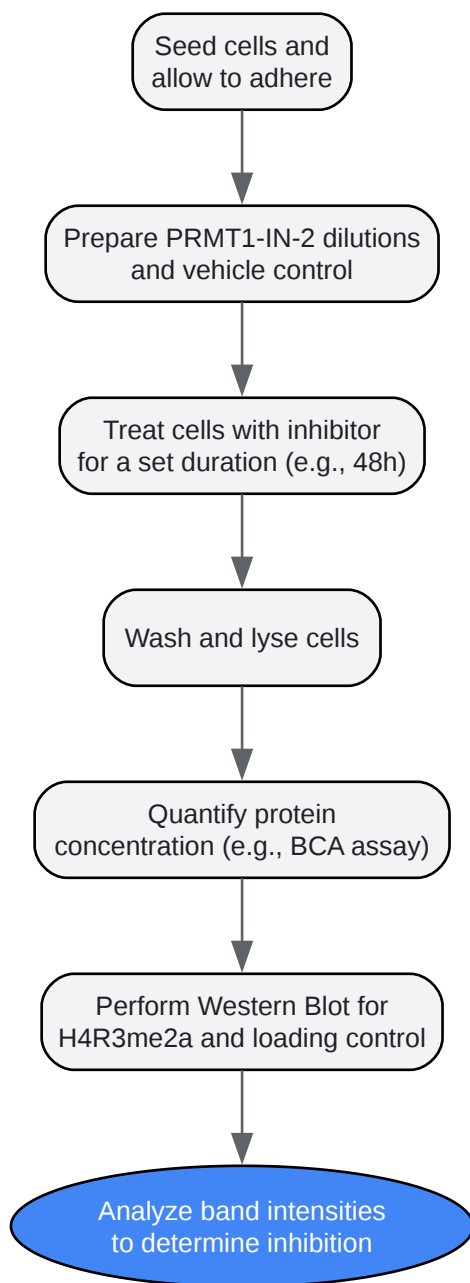 Seed cells and
allow to adhere
Prepare PRMT1-IN-2 dilutions
and vehicle control
Treat cells with inhibitor
for a set duration (e.g., 48h)
Wash and lyse cells
Quantify protein
concentration (e.g., BCA assay)
Perform Western Blot for
H4R3me2a and loading control
Analyze band intensities
to determine inhibition